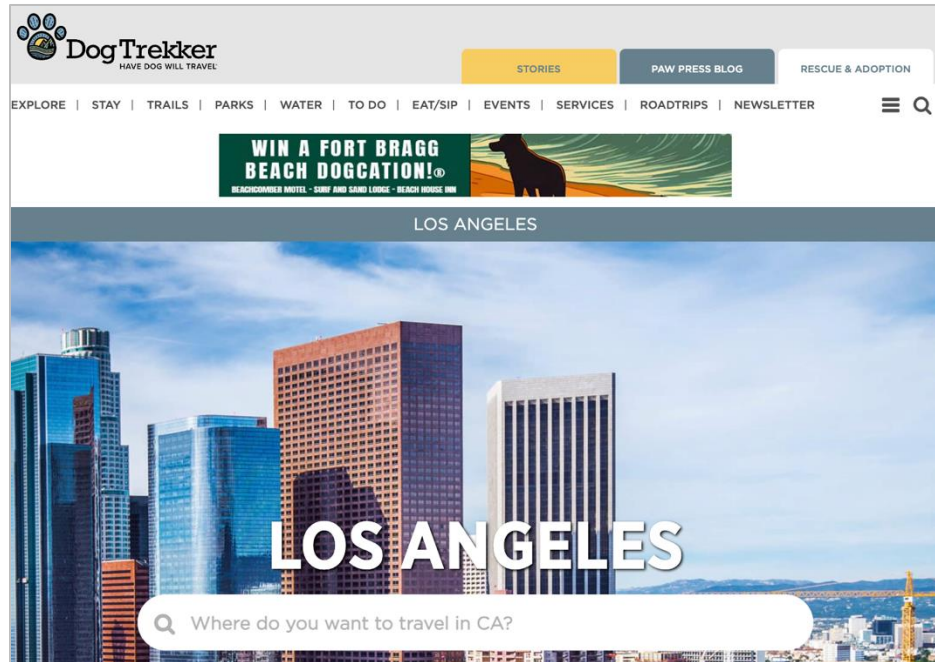 DogTrekker
HAVE DOG WILL TRAVEL
STORIES
PAW PRESS BLOG
RESCUE & ADOPTION
EXPLORE | STAY | TRAILS | PARKS | WATER | TO DO | EAT/SIP | EVENTS | SERVICES | ROADTRIPS | NEWSLETTER
WIN A FORT BRAGG
BEACH DOGCATION!®
BEACHCOMBER MOTEL - SURF AND SAND LODGE - BEACH HOUSE INN
LOS ANGELES
LOS ANGELES
Where do you want to travel in CA?